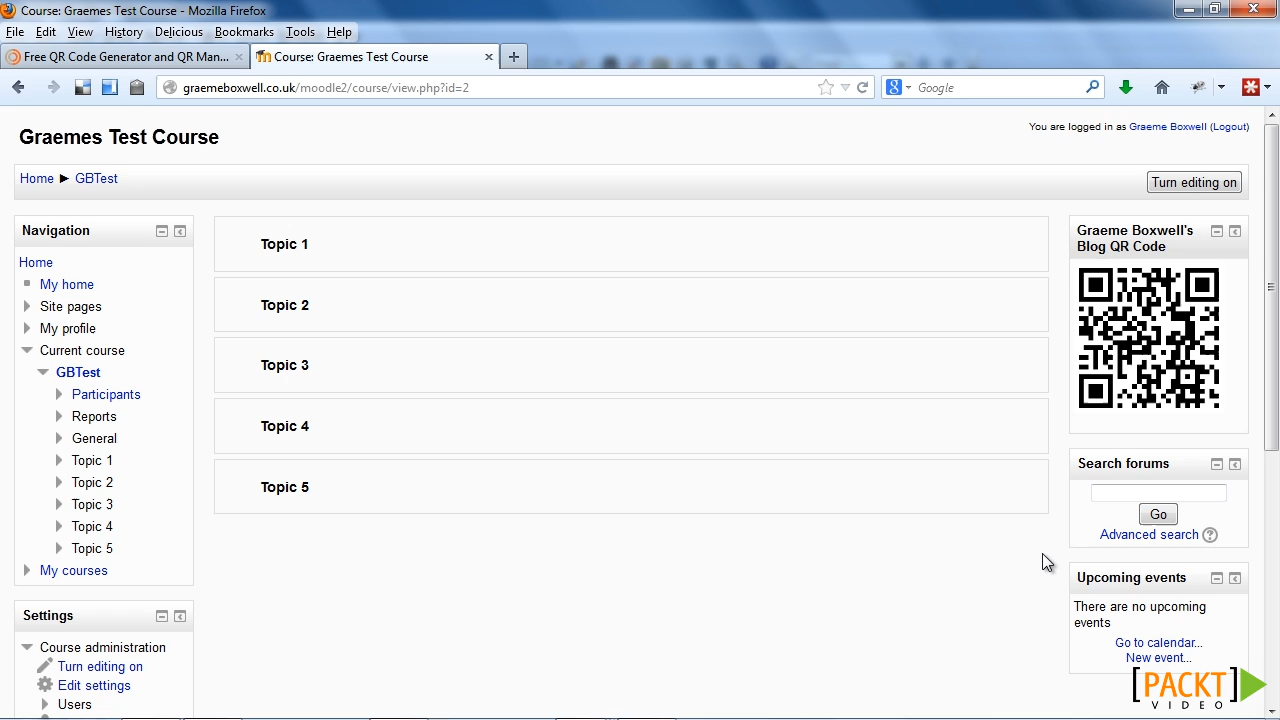 Course: Graemes Test Course - Mozilla Firefox
File Edit View History Delicious Bookmarks Tools Help
Free QR Code Generator and QR Man... Course: Graemes Test Course
graemeboxwell.co.uk/moodle2/course/view.php?id=2 Google
Graemes Test Course
You are logged in as Graeme Boxwell (Logout)
Home ► GBTest
Turn editing on
Navigation
Home
My home
Site pages
My profile
Current course
GBTest
Participants
Reports
General
Topic 1
Topic 2
Topic 3
Topic 4
Topic 5
My courses
Settings
Course administration
Turn editing on
Edit settings
Users
Topic 1
Topic 2
Topic 3
Topic 4
Topic 5
Graeme Boxwell's
Blog QR Code
Search forums
Go
Advanced search ?
Upcoming events
There are no upcoming
events
Go to calendar...
New event...
[PACKT]
VIDEO